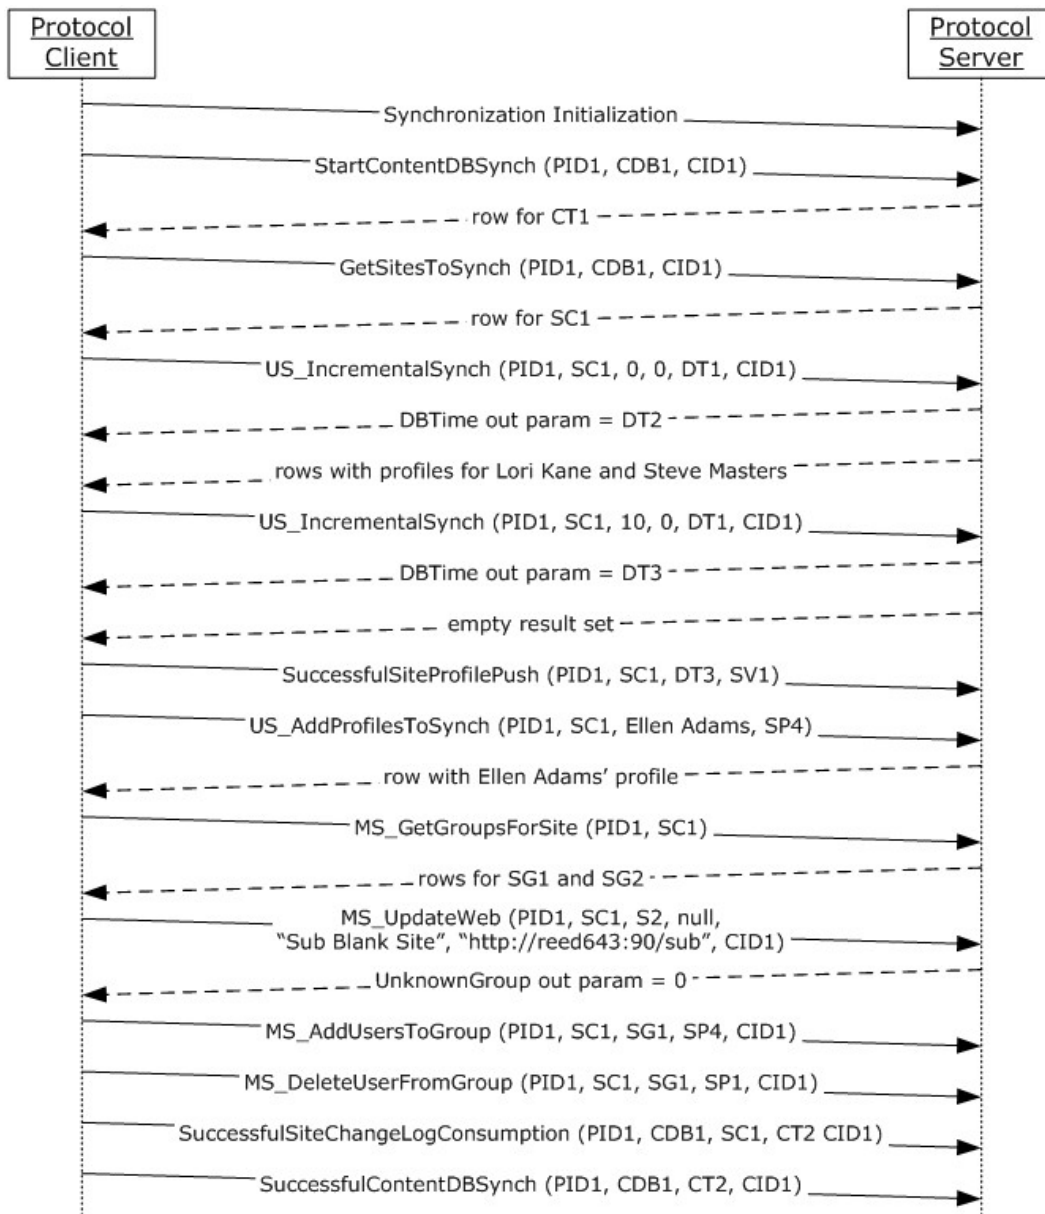 Protocol
Client
Protocol
Server
Synchronization Initialization
StartContentDBSynch (PID1, CDB1, CID1)
row for CT1
GetSitesToSynch (PID1, CDB1, CID1)
row for SC1
US_IncrementalSynch (PID1, SC1, 0, 0, DT1, CID1)
DBTime out param = DT2
rows with profiles for Lori Kane and Steve Masters
US_IncrementalSynch (PID1, SC1, 10, 0, DT1, CID1)
DBTime out param = DT3
empty result set
SuccessfulSiteProfilePush (PID1, SC1, DT3, SV1)
US_AddProfilesToSynch (PID1, SC1, Ellen Adams, SP4)
row with Ellen Adams’ profile
MS_GetGroupsForSite (PID1, SC1)
rows for SG1 and SG2
MS_UpdateWeb (PID1, SC1, S2, null,
“Sub Blank Site”, “http://reed643:90/sub”, CID1)
UnknownGroup out param = 0
MS_AddUsersToGroup (PID1, SC1, SG1, SP4, CID1)
MS_DeleteUserFromGroup (PID1, SC1, SG1, SP1, CID1)
SuccessfulSiteChangeLogConsumption (PID1, CDB1, SC1, CT2 CID1)
SuccessfulContentDBSynch (PID1, CDB1, CT2, CID1)